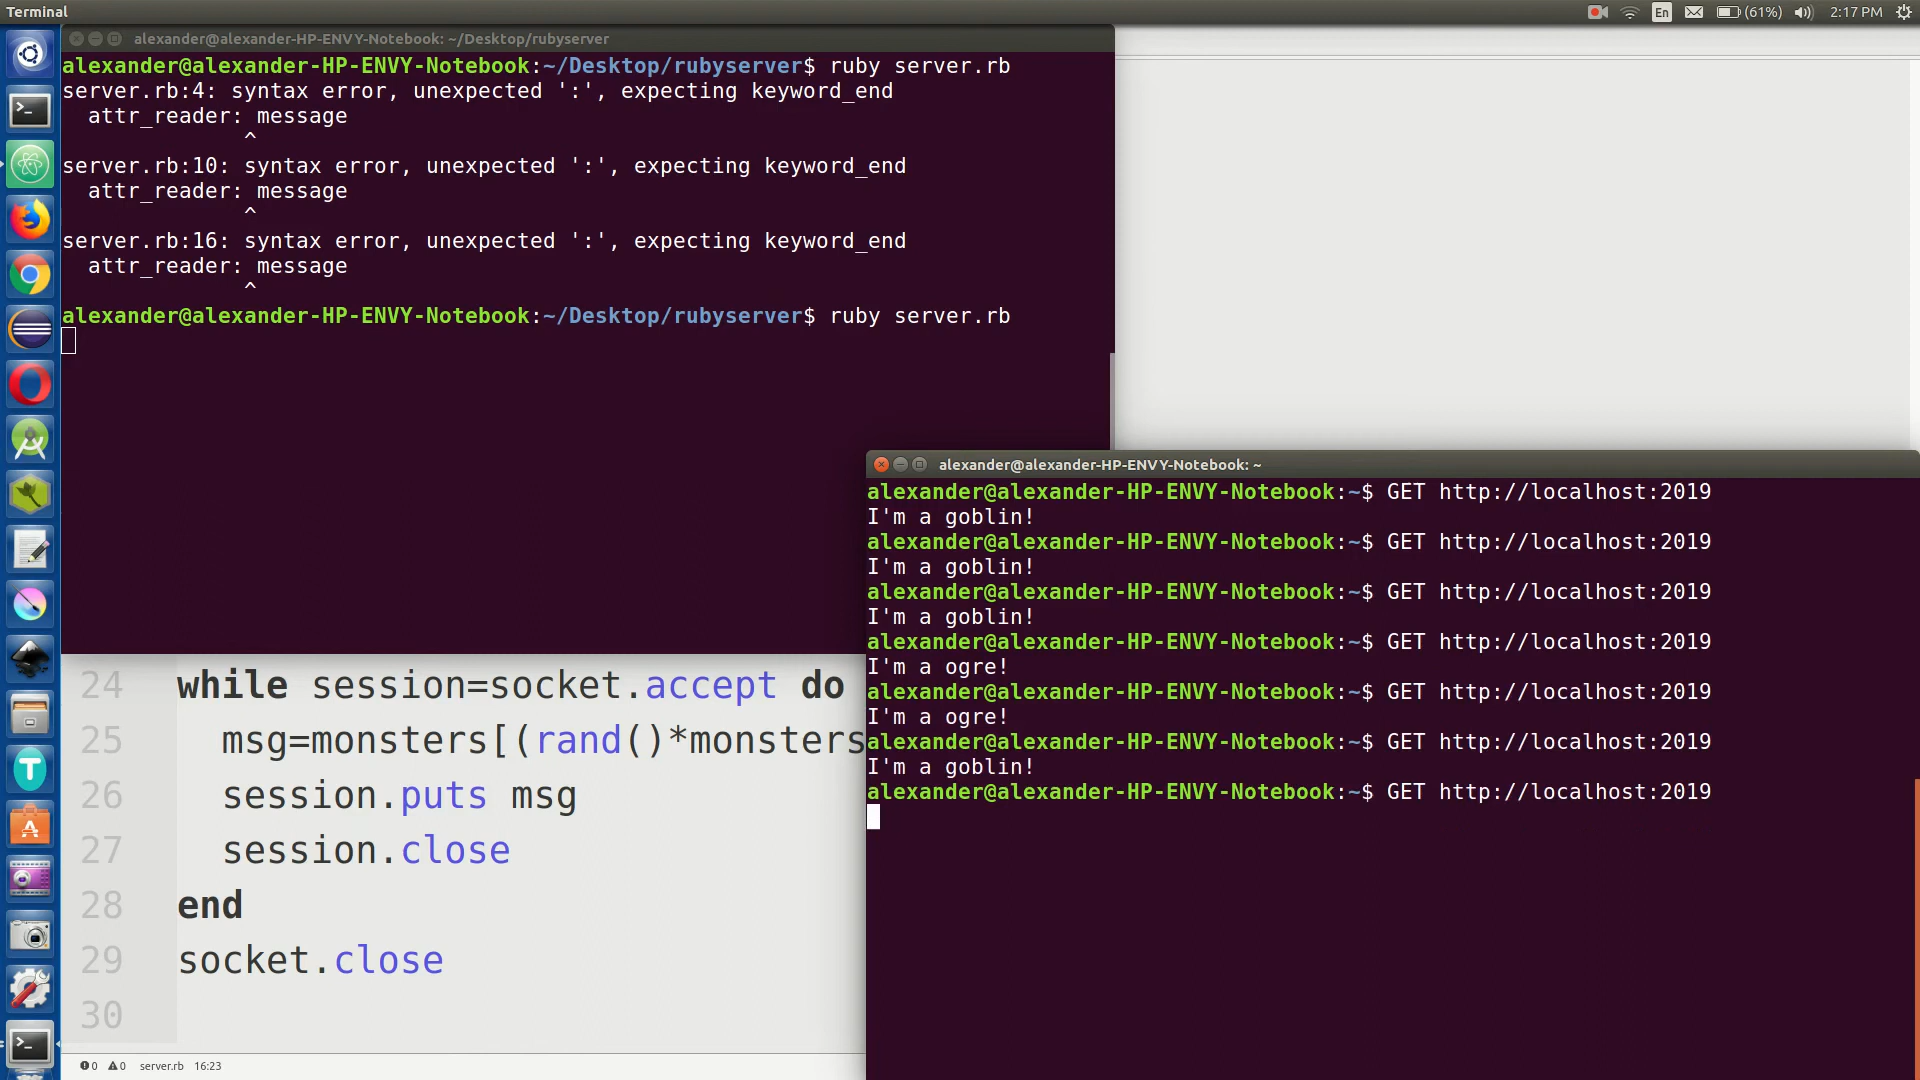 Terminal
En
(61%)
2:17 PM
alexander@alexander-HP-ENVY-Notebook: ~/Desktop/rubyserver
alexander@alexander-HP-ENVY-Notebook:~/Desktop/rubyserver$ ruby server.rb
server.rb:4: syntax error, unexpected ':', expecting keyword_end
  attr_reader: message
              ^
server.rb:10: syntax error, unexpected ':', expecting keyword_end
  attr_reader: message
              ^
server.rb:16: syntax error, unexpected ':', expecting keyword_end
  attr_reader: message
              ^
alexander@alexander-HP-ENVY-Notebook:~/Desktop/rubyserver$ ruby server.rb
alexander@alexander-HP-ENVY-Notebook: ~
alexander@alexander-HP-ENVY-Notebook:~$ GET http://localhost:2019
I'm a goblin!
alexander@alexander-HP-ENVY-Notebook:~$ GET http://localhost:2019
I'm a goblin!
alexander@alexander-HP-ENVY-Notebook:~$ GET http://localhost:2019
I'm a goblin!
alexander@alexander-HP-ENVY-Notebook:~$ GET http://localhost:2019
I'm a ogre!
alexander@alexander-HP-ENVY-Notebook:~$ GET http://localhost:2019
I'm a ogre!
alexander@alexander-HP-ENVY-Notebook:~$ GET http://localhost:2019
I'm a goblin!
alexander@alexander-HP-ENVY-Notebook:~$ GET http://localhost:2019
24 while session=socket.accept do
25   msg=monsters[(rand()*monsters
26   session.puts msg
27   session.close
28 end
29 socket.close
30
0 0 server.rb 16:23